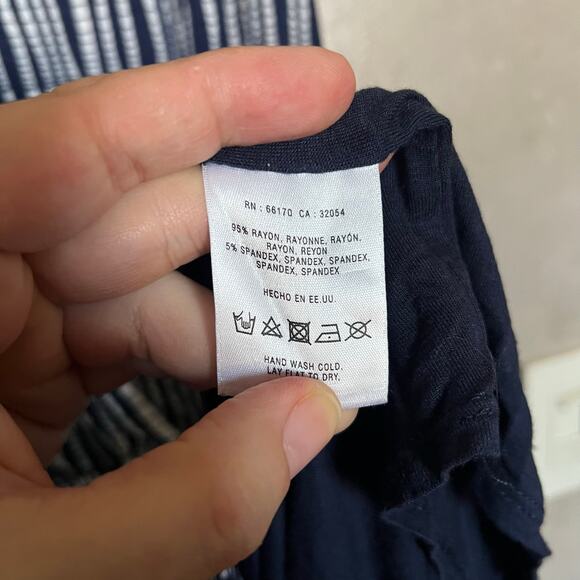 RN : 66170 CA : 32054
95% RAYON, RAYONNE, RAYÓN,
RAYON, REYON
5% SPANDEX, SPANDEX, SPANDEX,
SPANDEX, SPANDEX
HECHO EN EE.UU.
HAND WASH COLD.
LAY FLAT TO DRY.